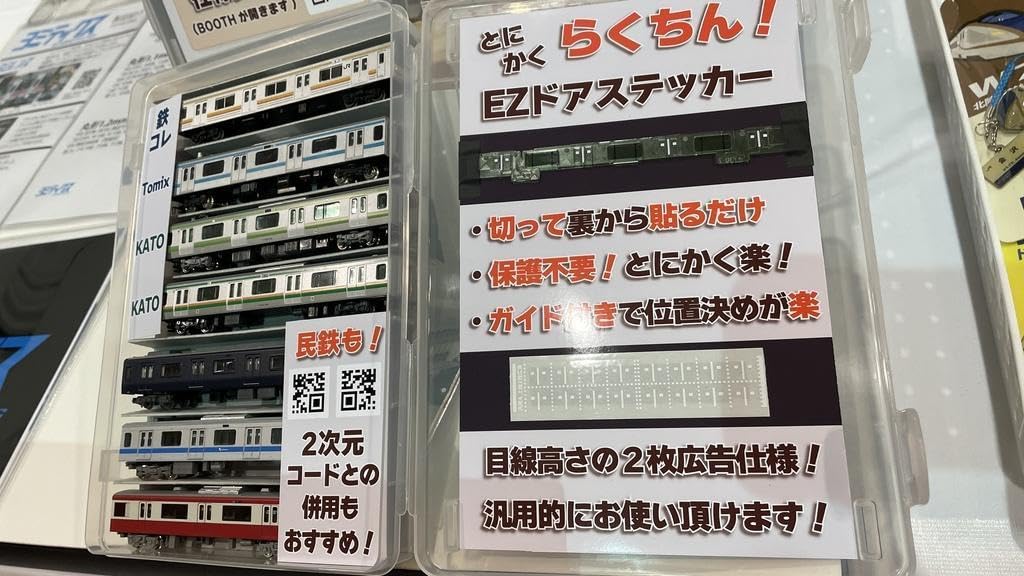 (BOOTHが開きます)
鉄
コレ
Tomix
KATO
KATO
民鉄も！
2次元
コードとの
併用も
おすすめ！
とに
かく
らくちん！
EZドアステッカー
・切って裏から貼るだけ
・保護不要！とにかく楽！
・ガイド付きで位置決めが楽
目線高さの2枚広告仕様！
汎用的にお使い頂けます！